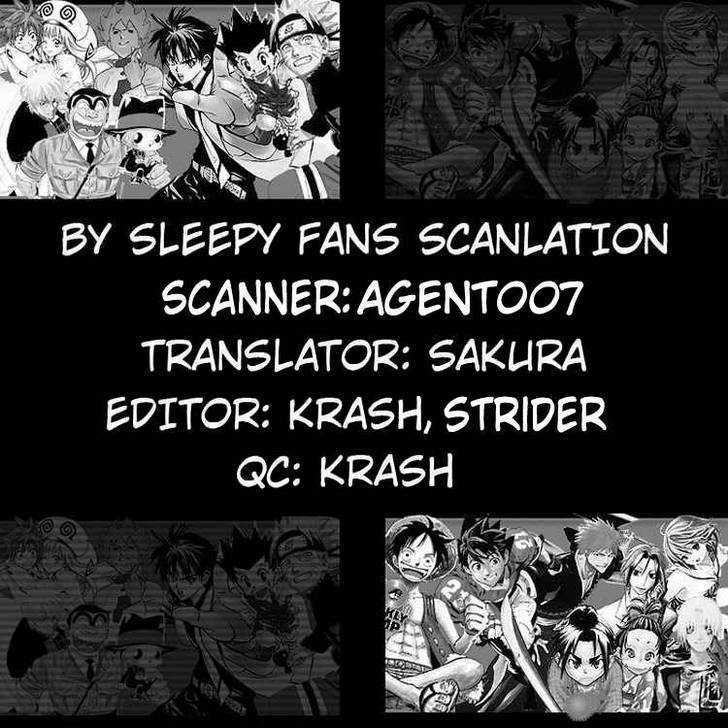 BY SLEEPY FANS SCANLATION
SCANNER: AGENT007
TRANSLATOR: SAKURA
EDITOR: KRASH, STRIDER
QC: KRASH